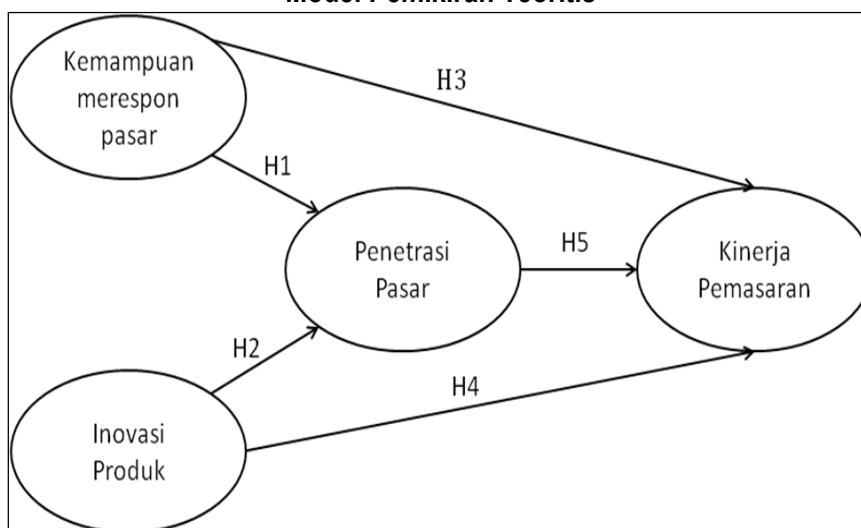 Model Pemikiran Teoritis
Kemampuan
merespon
pasar
H3
H1
Penetrasi
Pasar
H5
Kinerja
Pemasaran
H2
H4
Inovasi
Produk